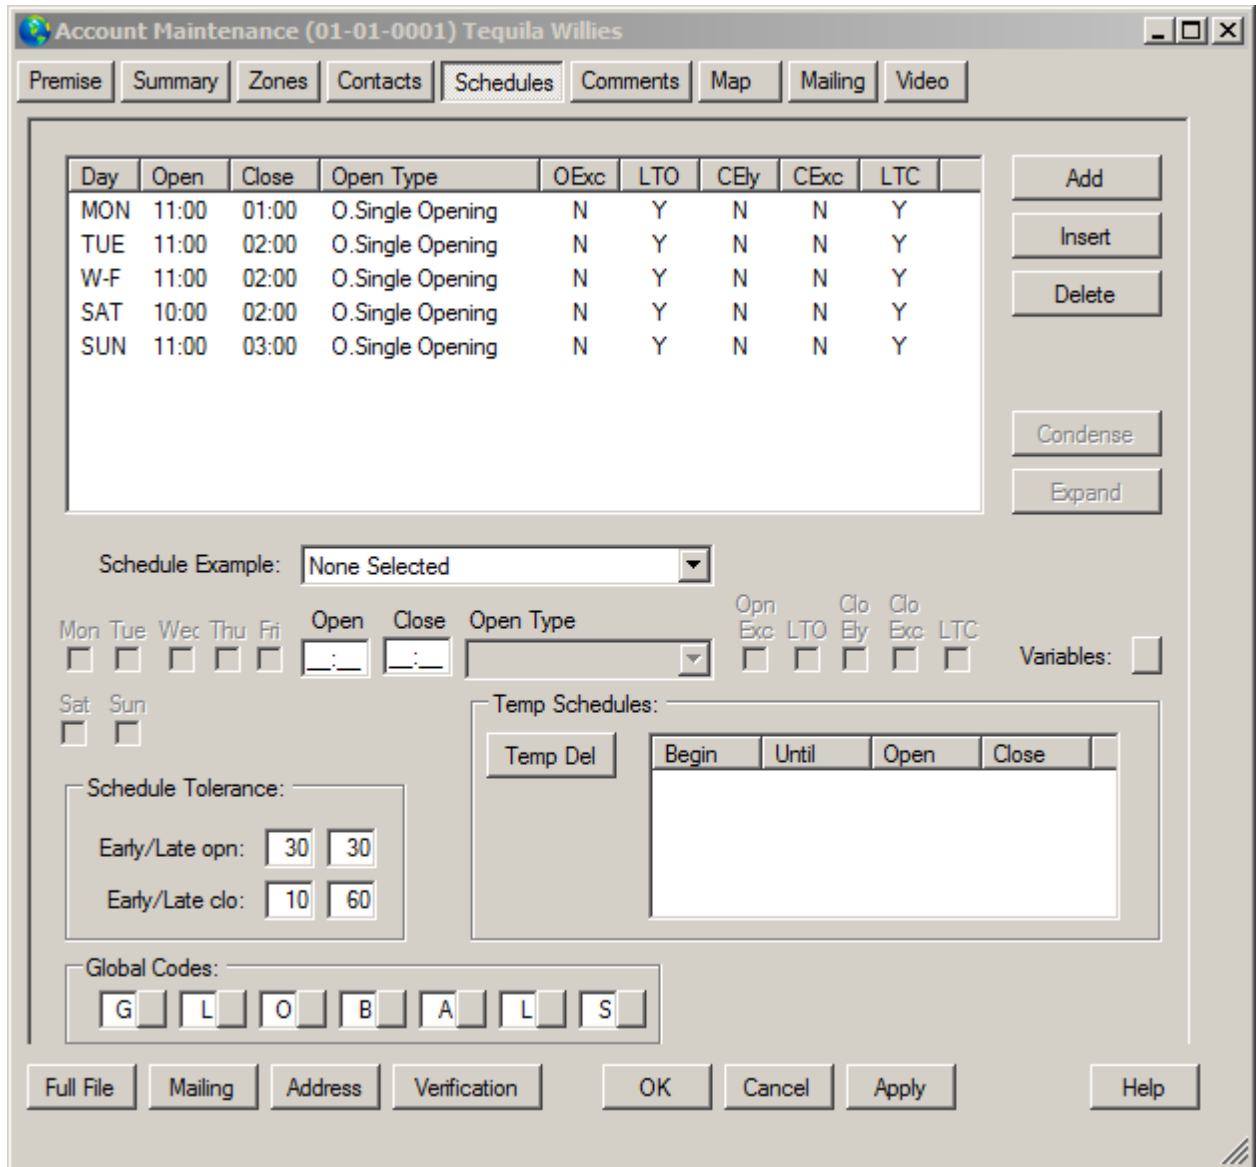 Account Maintenance (01-01-0001) Tequila Willies
Premise Summary Zones Contacts Schedules Comments Map Mailing Video
Day Open Close Open Type OExc LTO CEly CExc LTC
MON 11:00 01:00 O.Single Opening N Y N N Y
TUE 11:00 02:00 O.Single Opening N Y N N Y
W-F 11:00 02:00 O.Single Opening N Y N N Y
SAT 10:00 02:00 O.Single Opening N Y N N Y
SUN 11:00 03:00 O.Single Opening N Y N N Y
Add
Insert
Delete
Condense
Expand
Schedule Example: None Selected
Mon Tue Wed Thu Fri Open Close Open Type Opn Exc LTO Clo Ely Clo Exc LTC
__:__ __:__ Variables:
Sat Sun
Temp Schedules:
Temp Del Begin Until Open Close
Schedule Tolerance:
Early/Late opn: 30 30
Early/Late clo: 10 60
Global Codes:
G L O B A L S
Full File Mailing Address Verification OK Cancel Apply Help